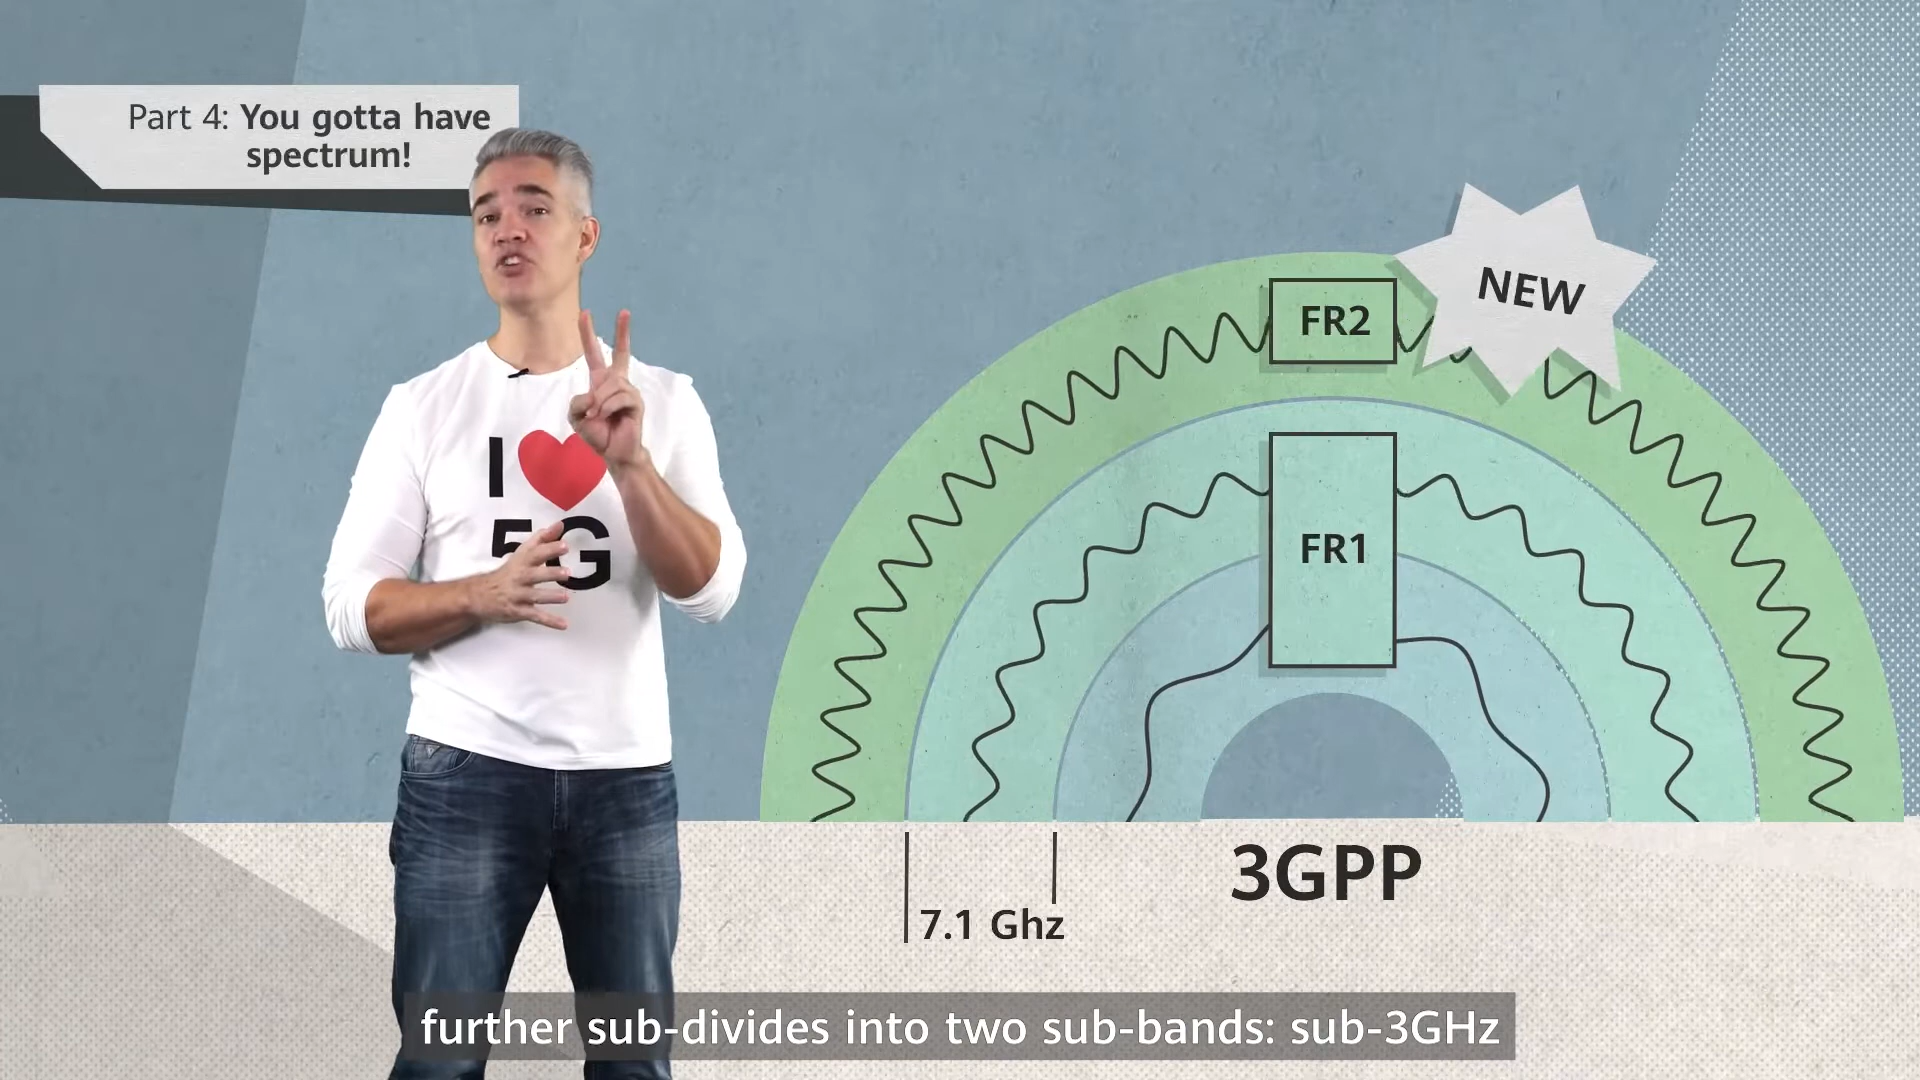 Part 4: You gotta have
spectrum!
NEW
FR2
FR1
I
5G
3GPP
7.1 Ghz
further sub-divides into two sub-bands: sub-3GHz